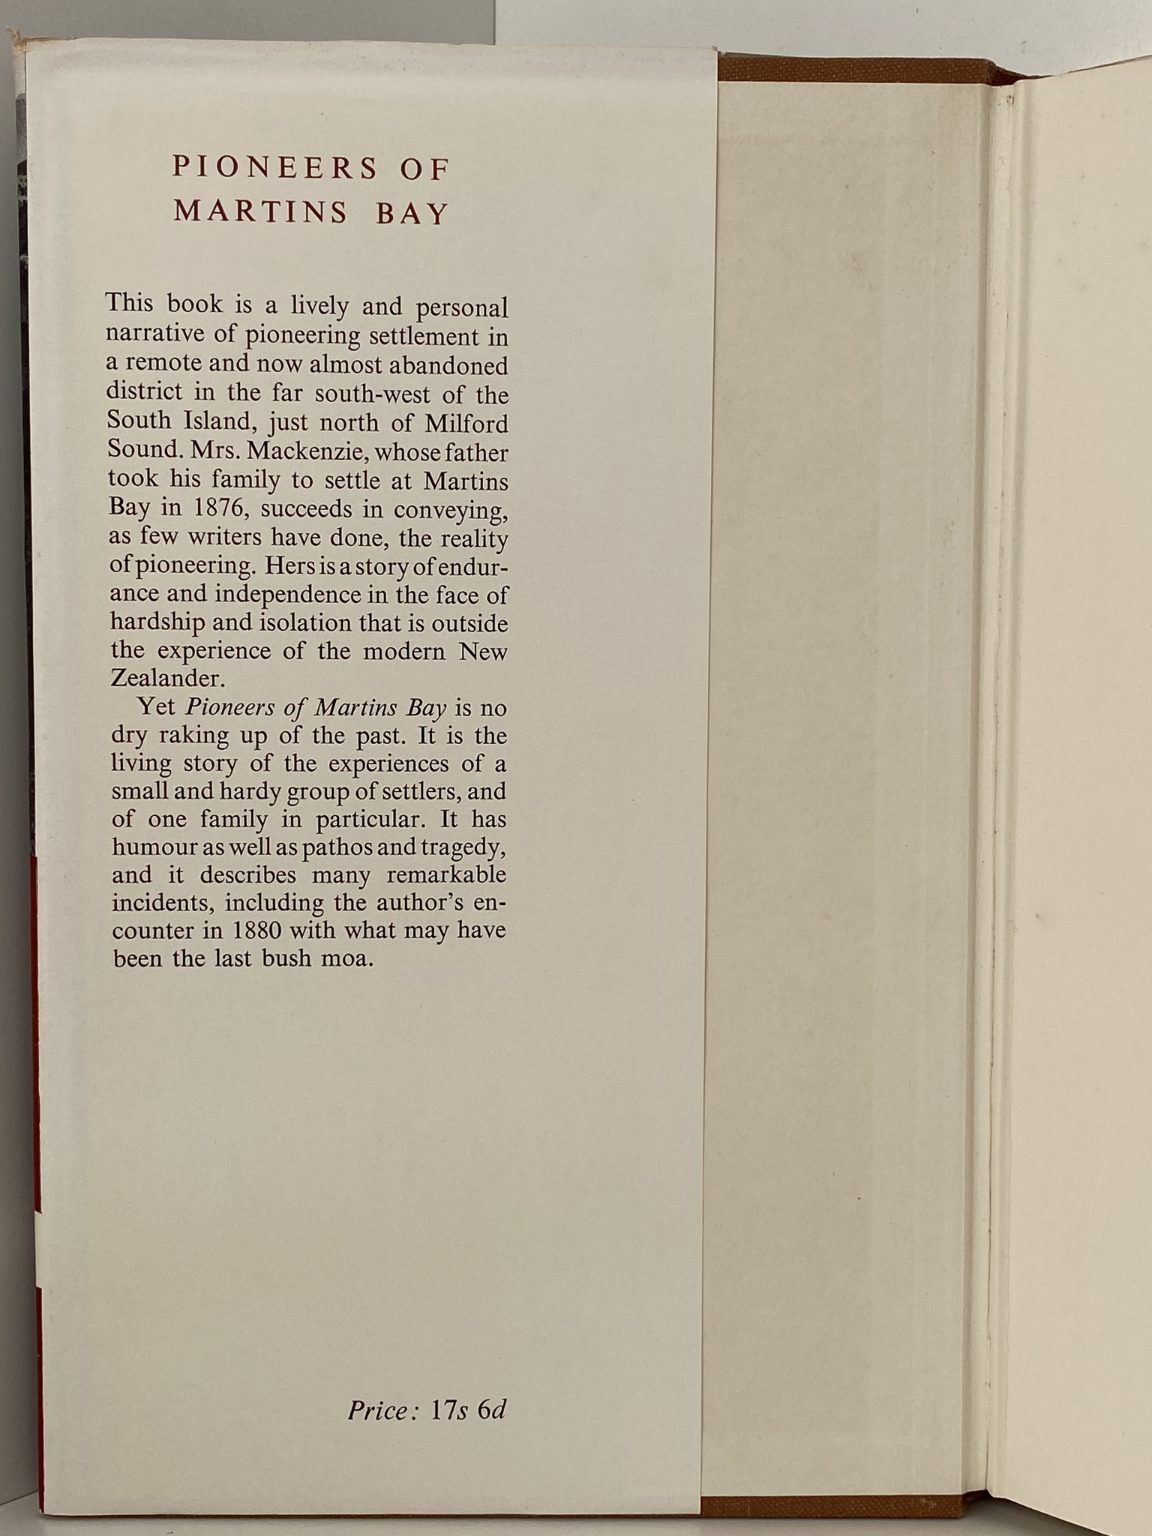 PIONEERS OF
MARTINS BAY
This book is a lively and personal
narrative of pioneering settlement in
a remote and now almost abandoned
district in the far south-west of the
South Island, just north of Milford
Sound. Mrs. Mackenzie, whose father
took his family to settle at Martins
Bay in 1876, succeeds in conveying,
as few writers have done, the reality
of pioneering. Hers is a story of endur-
ance and independence in the face of
hardship and isolation that is outside
the experience of the modern New
Zealander.
Yet Pioneers of Martins Bay is no
dry raking up of the past. It is the
living story of the experiences of a
small and hardy group of settlers, and
of one family in particular. It has
humour as well as pathos and tragedy,
and it describes many remarkable
incidents, including the author's en-
counter in 1880 with what may have
been the last bush moa.
Price: 17s 6d